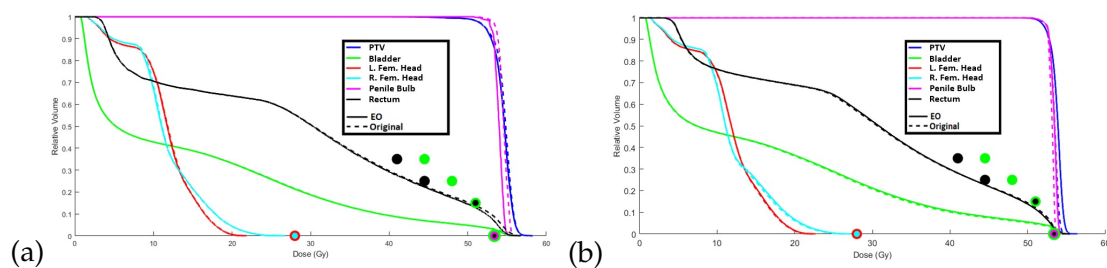 (a)
Relative Volume
1
0.9
0.8
0.7
0.6
0.5
0.4
0.3
0.2
0.1
0
0 10 20 30 40 50 60
Dose (Gy)
PTV
Bladder
L. Fem. Head
R. Fem. Head
Penile Bulb
Rectum
EO
Original
(b)
Relative Volume
1
0.9
0.8
0.7
0.6
0.5
0.4
0.3
0.2
0.1
0
0 10 20 30 40 50 60
Dose (Gy)
PTV
Bladder
L. Fem. Head
R. Fem. Head
Penile Bulb
Rectum
EO
Original